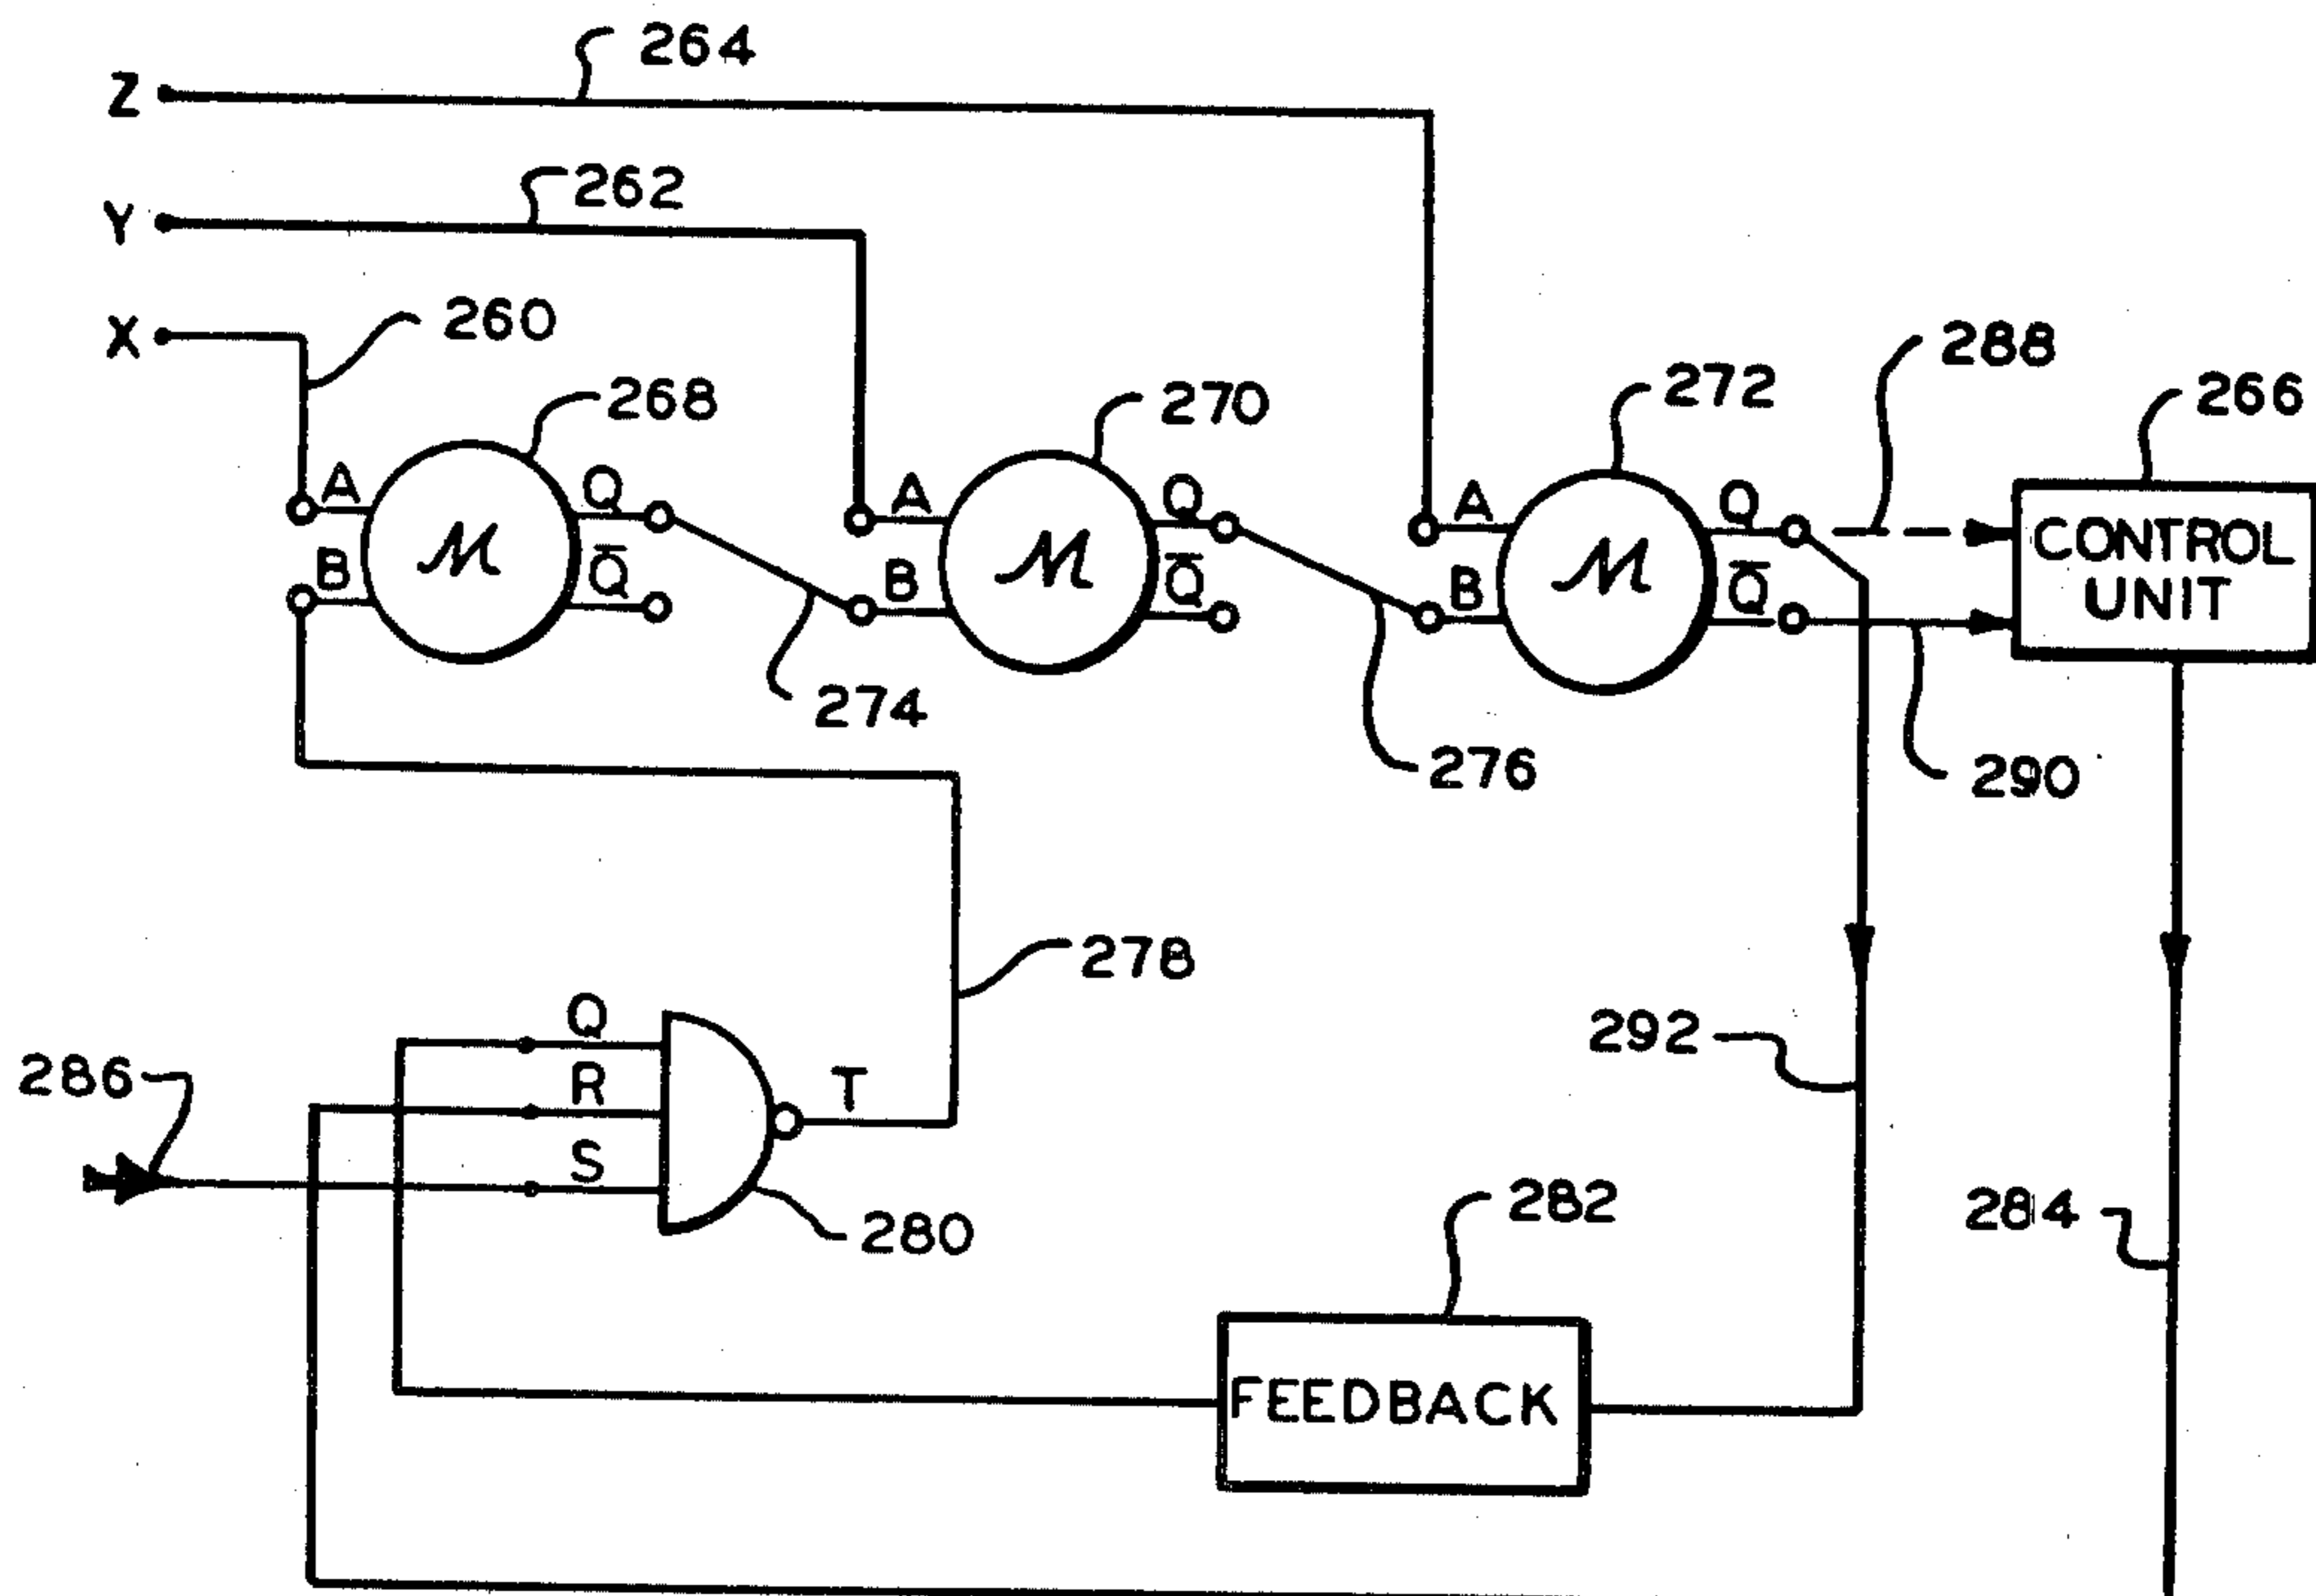 264
Z
262
Y
X
260
268
270
272
288
266
A
Q
A
Q
A
Q
CONTROL
UNIT
B
M
Q̅
B
M
Q̅
B
M
Q̅
274
276
290
278
286
Q
R
S
T
280
292
282
284
FEEDBACK